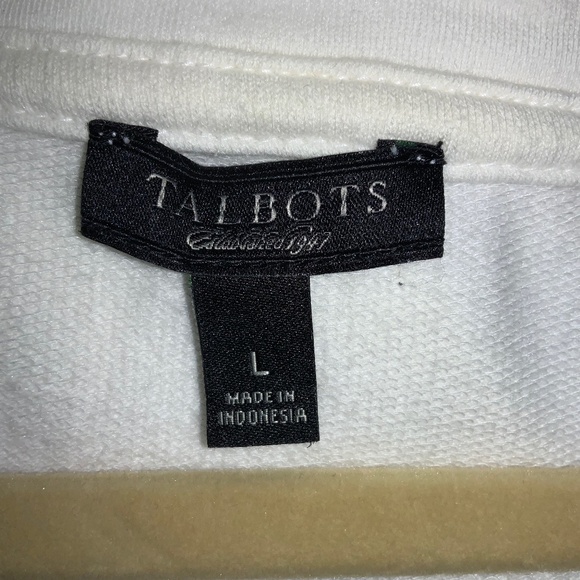 TALBOTS
Established 1947
L
MADE IN
INDONESIA